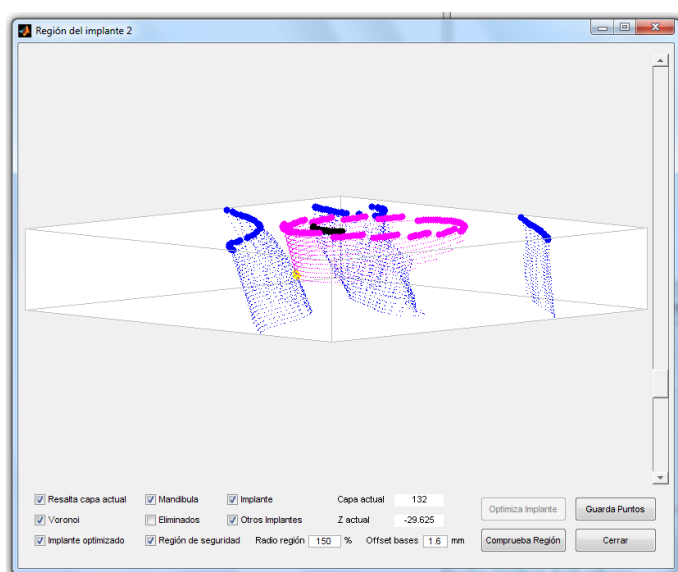 Región del implante 2
Resalta capa actual Mandibula Implante Capa actual 132
Optimiza Implante Guarda Puntos
Voronoi Eliminados Otros Implantes Z actual -29.625
Implante optimizado Región de seguridad Radio región 150 % Offset bases 1.6 mm Comprueba Región Cerrar